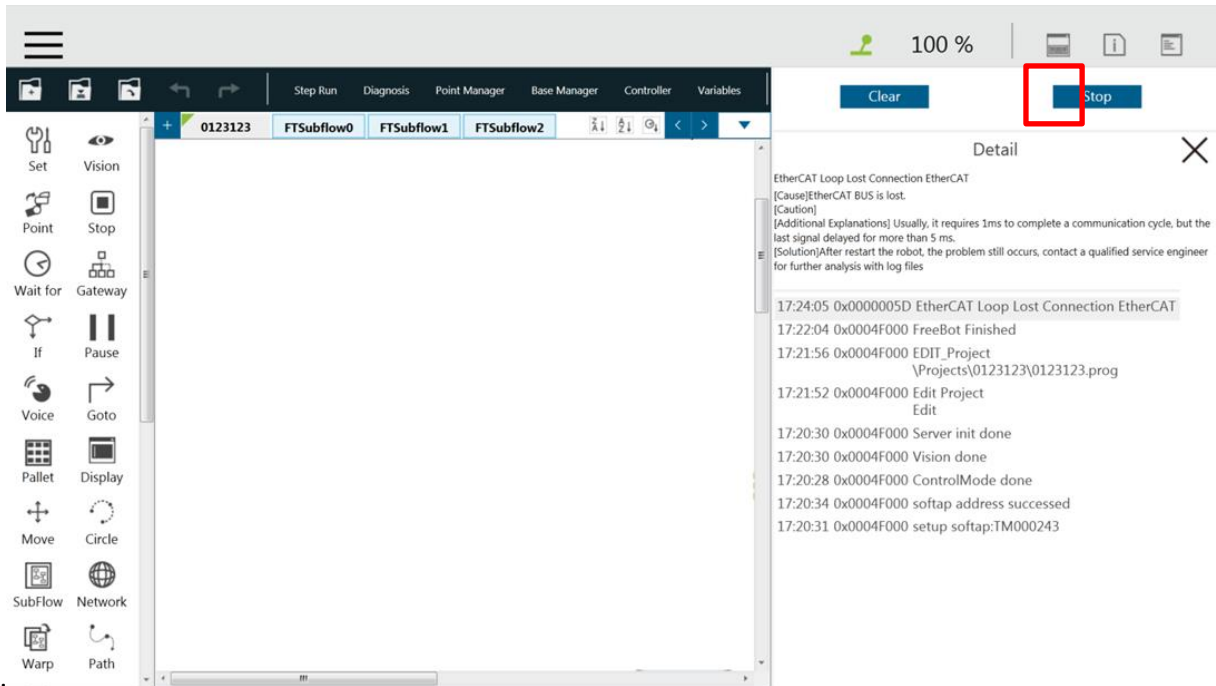 100 %
Step Run Diagnosis Point Manager Base Manager Controller Variables
Clear
Stop
+ 0123123 FTSubflow0 FTSubflow1 FTSubflow2
Set Vision
Point Stop
Wait for Gateway
If Pause
Voice Goto
Pallet Display
Move Circle
SubFlow Network
Warp Path
Detail
EtherCAT Loop Lost Connection EtherCAT
[Cause]EtherCAT BUS is lost.
[Caution]
[Additional Explanations] Usually, it requires 1ms to complete a communication cycle, but the
last signal delayed for more than 5 ms.
[Solution]After restart the robot, the problem still occurs, contact a qualified service engineer
for further analysis with log files
17:24:05 0x0000005D EtherCAT Loop Lost Connection EtherCAT
17:22:04 0x0004F000 FreeBot Finished
17:21:56 0x0004F000 EDIT_Project
\Projects\0123123\0123123.prog
17:21:52 0x0004F000 Edit Project
Edit
17:20:30 0x0004F000 Server init done
17:20:30 0x0004F000 Vision done
17:20:28 0x0004F000 ControlMode done
17:20:34 0x0004F000 softap address successed
17:20:31 0x0004F000 setup softap:TM000243